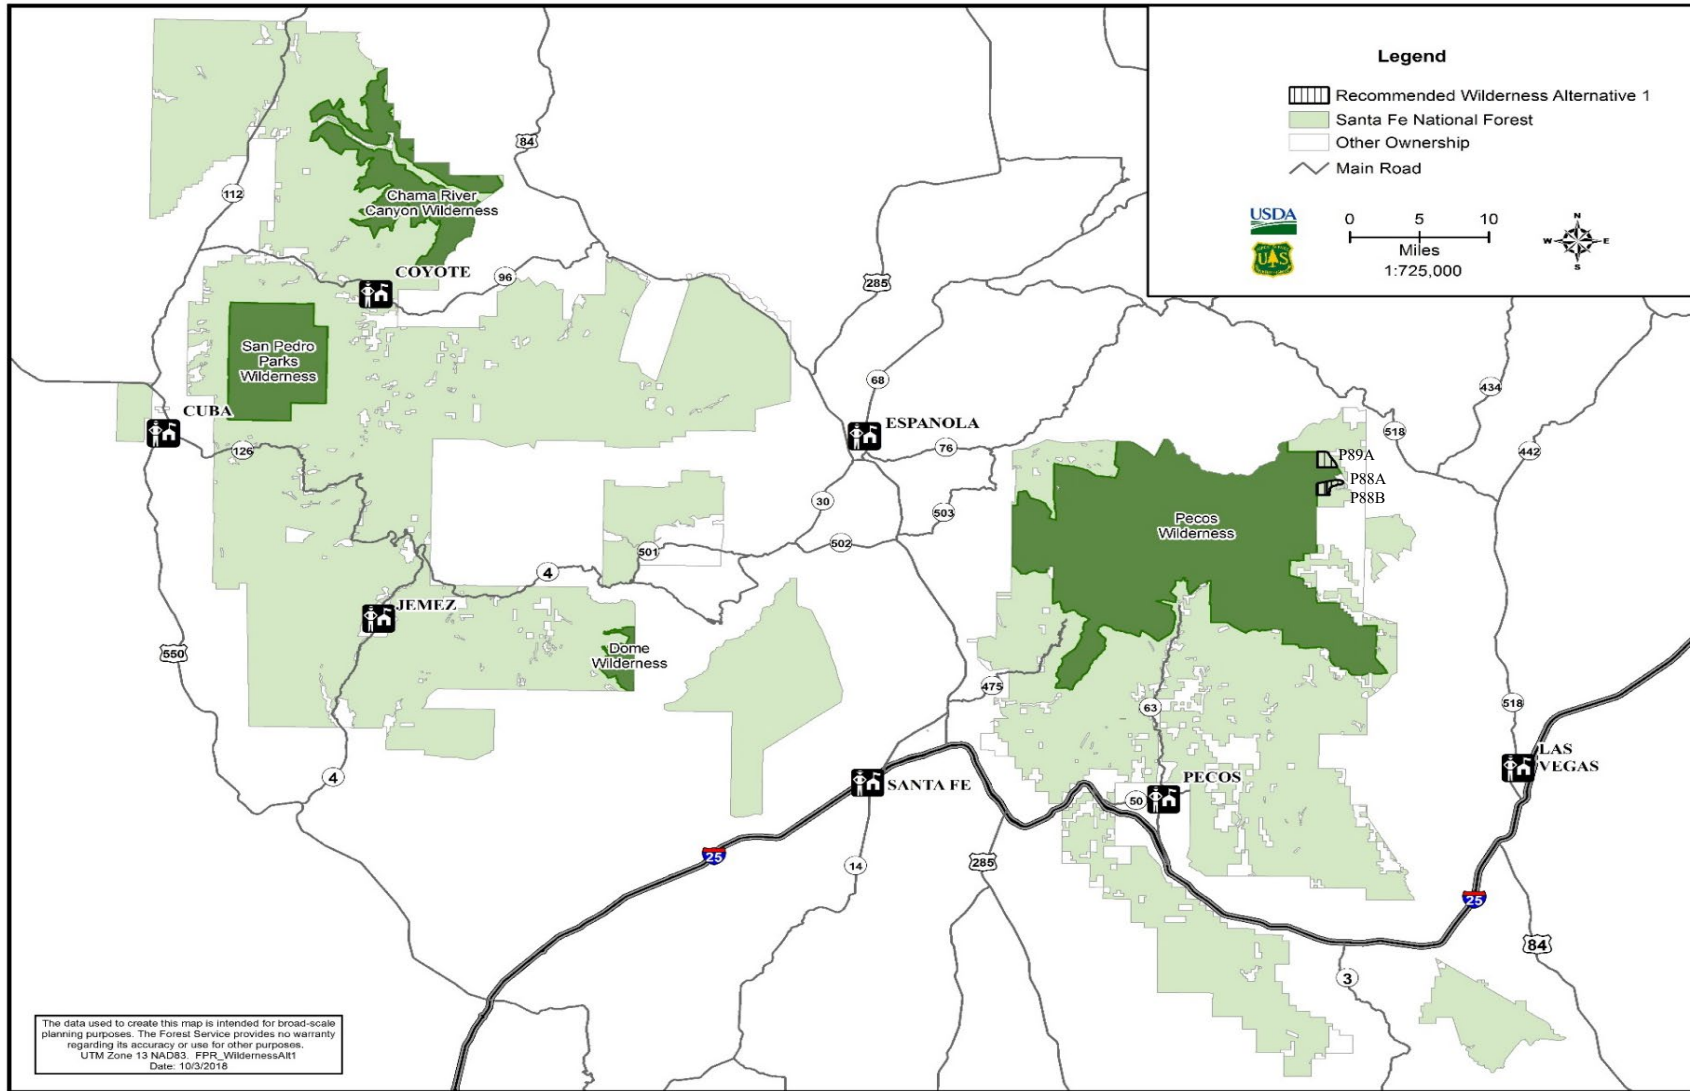 Legend
Recommended Wilderness Alternative 1
Santa Fe National Forest
Other Ownership
Main Road
USDA
0 5 10
Miles
1:725,000
N
W E
S
UAS
84
112
Chama River
Canyon Wilderness
COYOTE
96
285
San Pedro
Parks
Wilderness
68
434
CUBA
ESPANOLA
518
126
76
442
P89A
P88A
P88B
30
503
Pecos
Wilderness
502
501
4
JEMEZ
550
Dome
Wilderness
475
63
518
LAS
VEGAS
4
SANTA FE
PECOS
50
25
14
285
25
84
3
The data used to create this map is intended for broad-scale
planning purposes. The Forest Service provides no warranty
regarding its accuracy or use for other purposes.
UTM Zone 13 NAD83. FPR_WildernessAlt1
Date: 10/3/2018